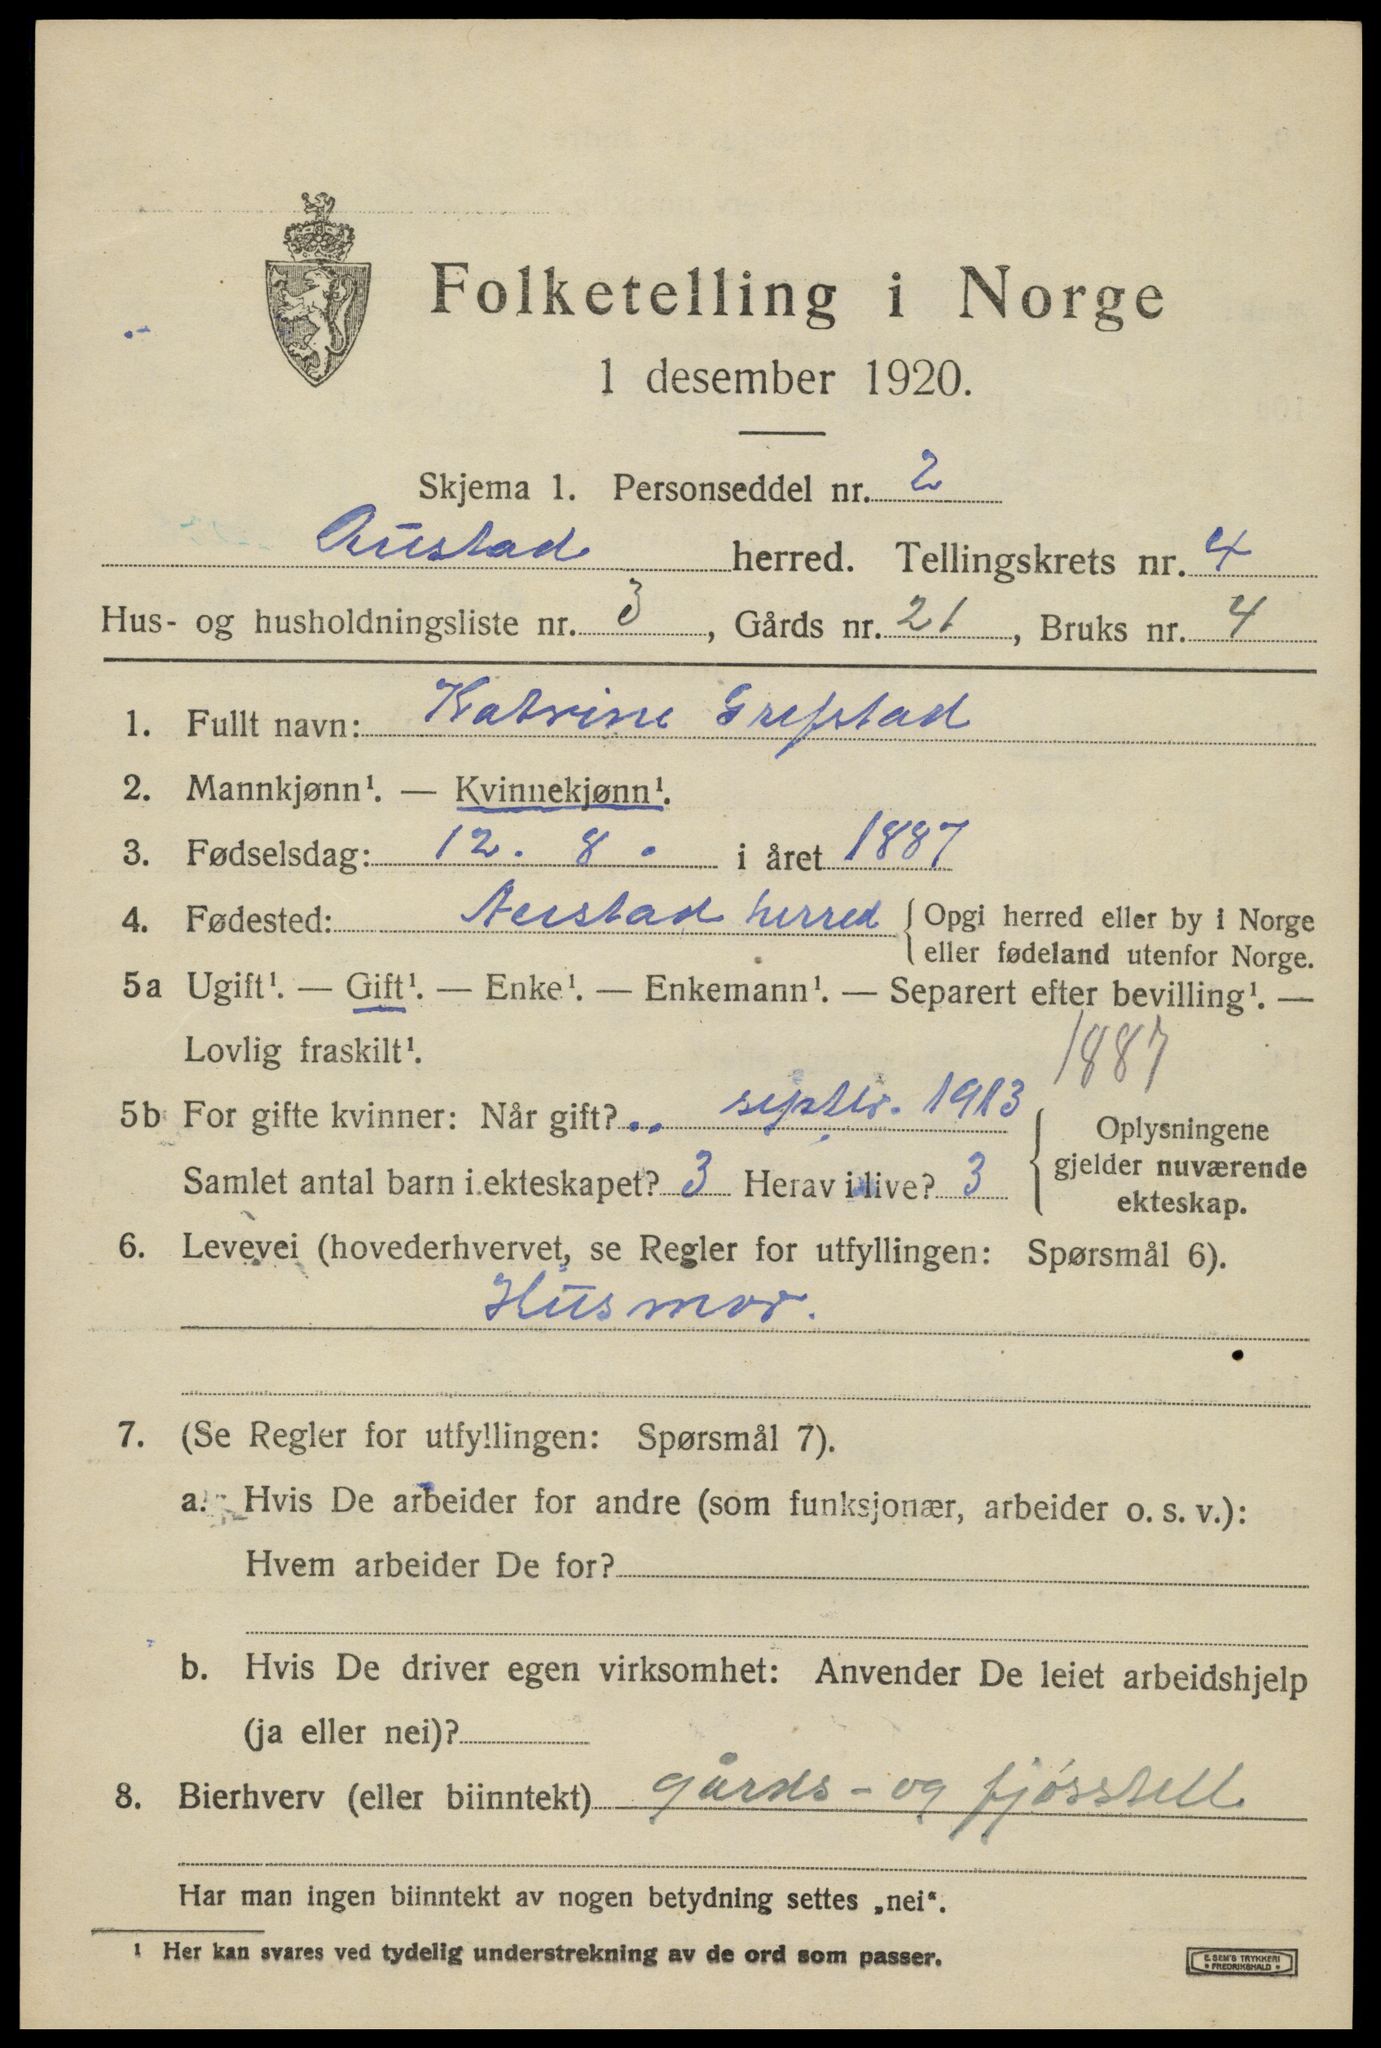 Folketelling i Norge
1 desember 1920.
Skjema 1. Personseddel nr. 2
Austad herred. Tellingskrets nr. 4
Hus- og husholdningsliste nr. 3, Gårds nr. 21, Bruks nr. 4
1. Fullt navn: Katrine Grefstad
2. Mannkjønn¹. — Kvinnekjønn¹.
3. Fødselsdag: 12. 8. i året 1887
4. Fødested: Austad herred { Opgi herred eller by i Norge
eller fødeland utenfor Norge.
5a Ugift¹. — Gift¹. — Enke¹. — Enkemann¹. — Separert efter bevilling¹. —
Lovlig fraskilt¹.
1887
5b For gifte kvinner: Når gift? septbr. 1913
Samlet antal barn i ekteskapet? 3 Herav i live? 3
{ Oplysningene
gjelder nuværende
ekteskap.
6. Levevei (hovederhvervet, se Regler for utfyllingen: Spørsmål 6).
Husmor.
7. (Se Regler for utfyllingen: Spørsmål 7).
a. Hvis De arbeider for andre (som funksjonær, arbeider o. s. v.):
Hvem arbeider De for?
b. Hvis De driver egen virksomhet: Anvender De leiet arbeidshjelp
(ja eller nei)?
8. Bierhverv (eller biinntekt) gårds- og fjøsstell
Har man ingen biinntekt av nogen betydning settes „nei“.
¹ Her kan svares ved tydelig understrekning av de ord som passer.
E. SEM'S TRYKKERI
• FREDRIKSHALD •